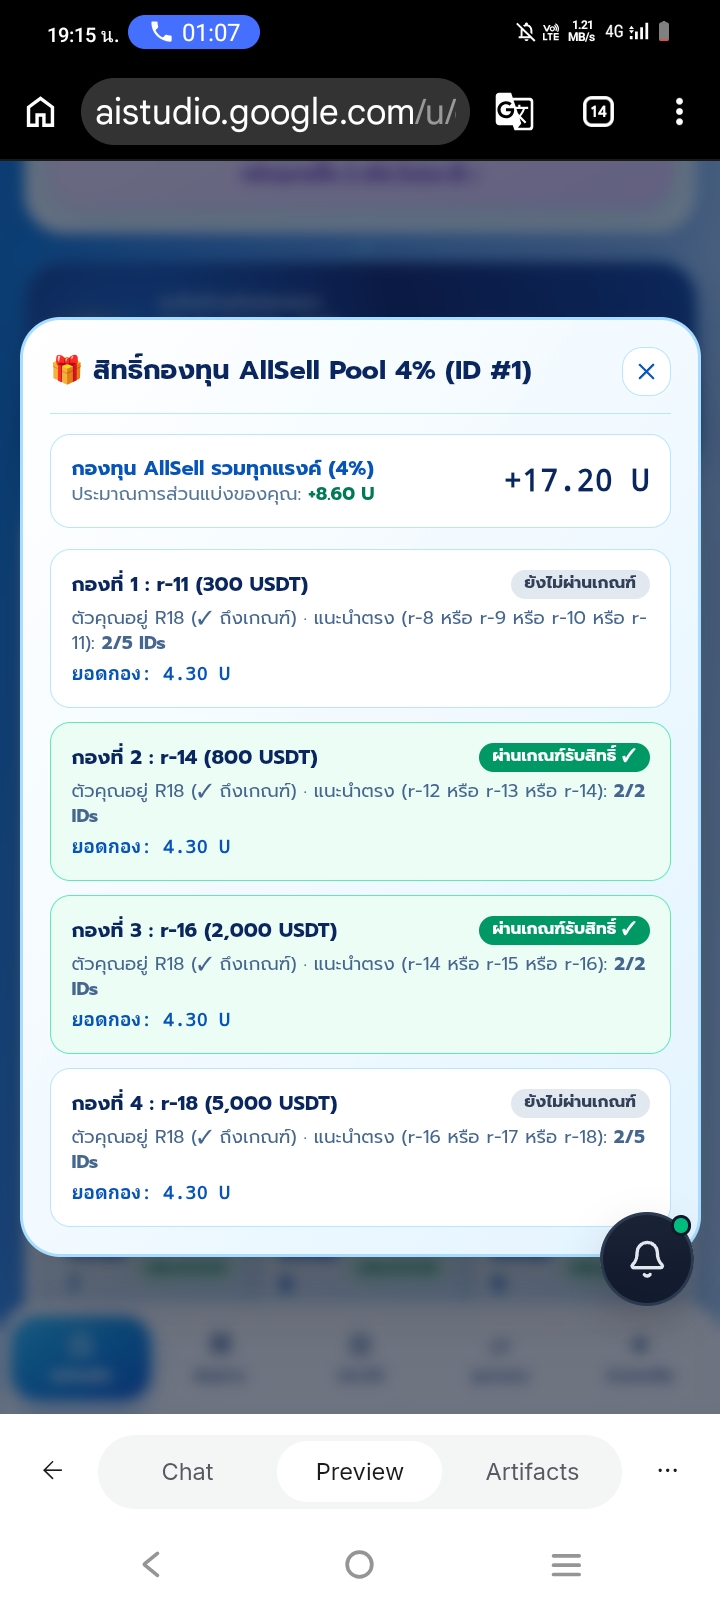 19:15 น.
01:07
Vo)) LTE
1.21 MB/s
4G
aistudio.google.com/u/
14
🎁 สิทธิ์กองทุน AllSell Pool 4% (ID #1)
กองทุน AllSell รวมทุกแรงค์ (4%)
ประมาณการส่วนแบ่งของคุณ: +8.60 U
+17.20 U
กองที่ 1 : r-11 (300 USDT)
ยังไม่ผ่านเกณฑ์
ตัวคุณอยู่ R18 (✓ ถึงเกณฑ์) · แนะนำตรง (r-8 หรือ r-9 หรือ r-10 หรือ r-
11): 2/5 IDs
ยอดกอง: 4.30 U
กองที่ 2 : r-14 (800 USDT)
ผ่านเกณฑ์รับสิทธิ์ ✓
ตัวคุณอยู่ R18 (✓ ถึงเกณฑ์) · แนะนำตรง (r-12 หรือ r-13 หรือ r-14): 2/2
IDs
ยอดกอง: 4.30 U
กองที่ 3 : r-16 (2,000 USDT)
ผ่านเกณฑ์รับสิทธิ์ ✓
ตัวคุณอยู่ R18 (✓ ถึงเกณฑ์) · แนะนำตรง (r-14 หรือ r-15 หรือ r-16): 2/2
IDs
ยอดกอง: 4.30 U
กองที่ 4 : r-18 (5,000 USDT)
ยังไม่ผ่านเกณฑ์
ตัวคุณอยู่ R18 (✓ ถึงเกณฑ์) · แนะนำตรง (r-16 หรือ r-17 หรือ r-18): 2/5
IDs
ยอดกอง: 4.30 U
Chat
Preview
Artifacts